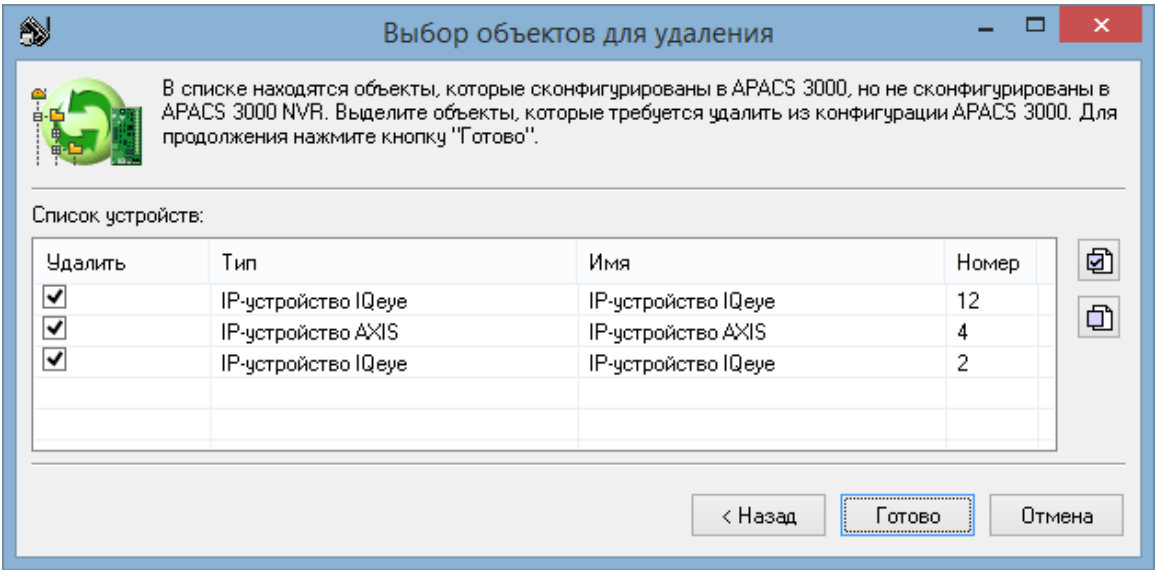 Выбор объектов для удаления
В списке находятся объекты, которые сконфигурированы в APACS 3000, но не сконфигурированы в
APACS 3000 NVR. Выделите объекты, которые требуется удалить из конфигурации APACS 3000. Для
продолжения нажмите кнопку "Готово".
Список устройств:
Удалить Тип Имя Номер
IP-устройство IQeye IP-устройство IQeye 12
IP-устройство AXIS IP-устройство AXIS 4
IP-устройство IQeye IP-устройство IQeye 2
< Назад Готово Отмена